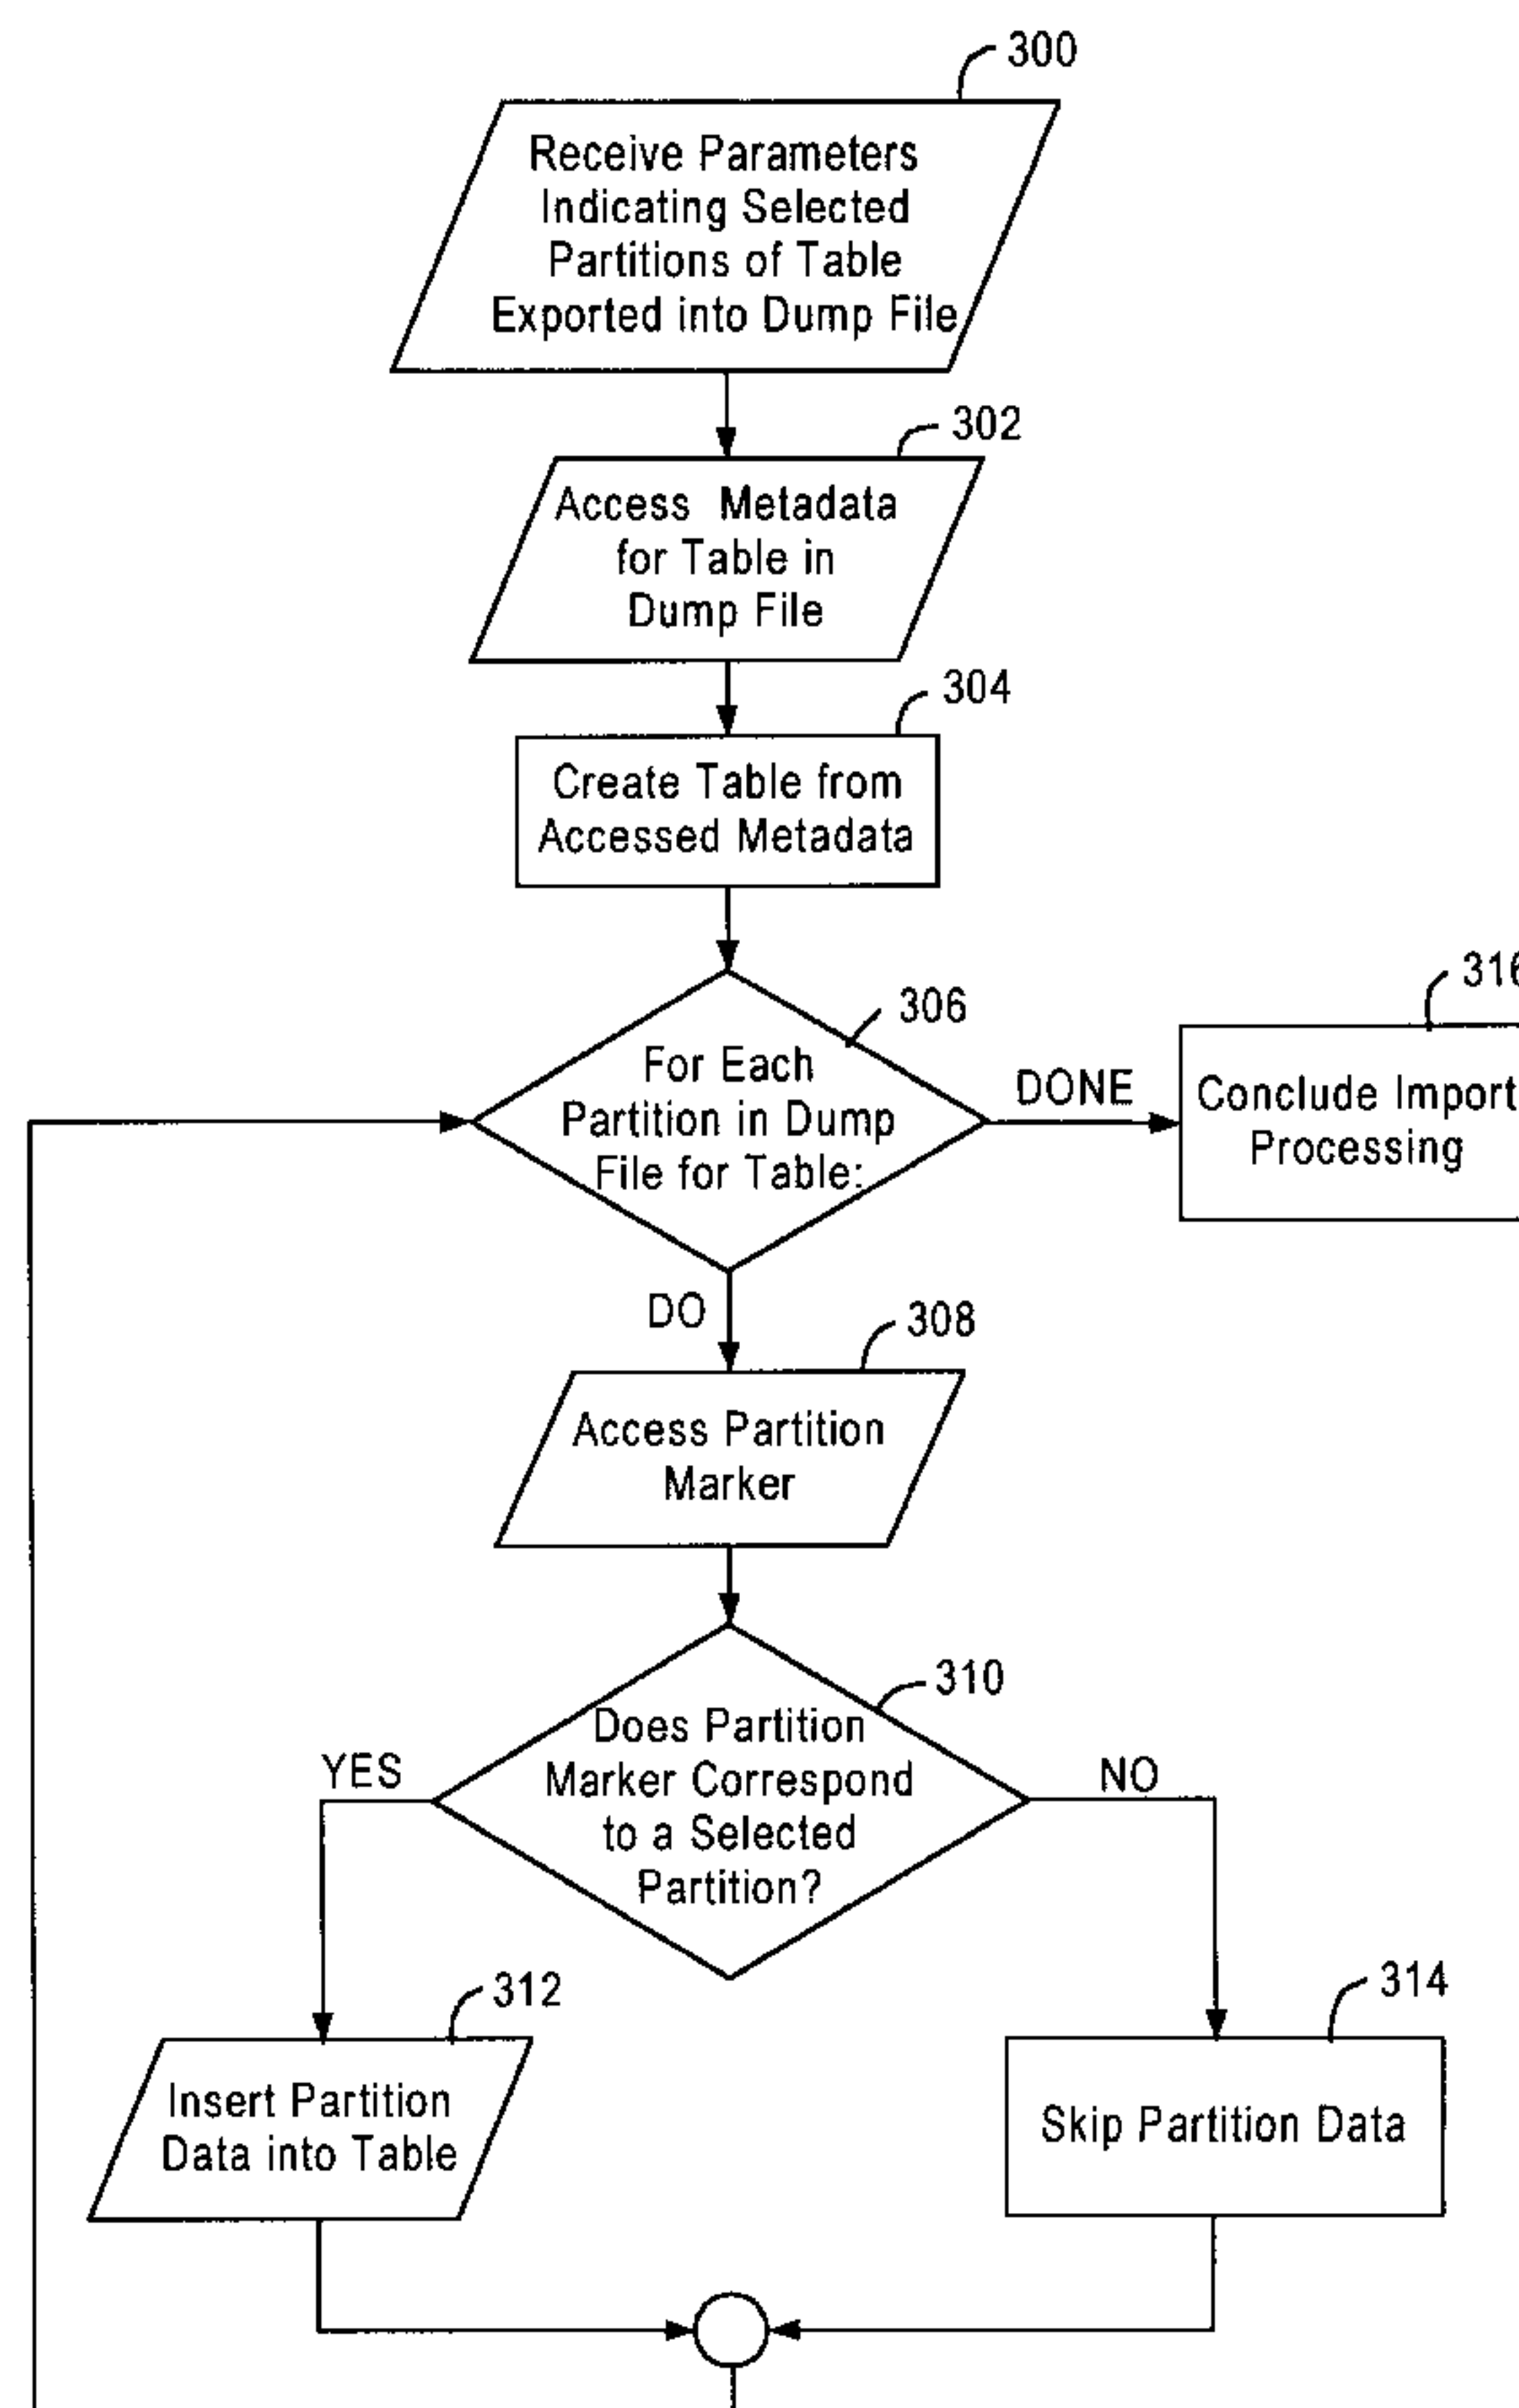 300
Receive Parameters
Indicating Selected
Partitions of Table
Exported into Dump File
302
Access Metadata
for Table in
Dump File
304
Create Table from
Accessed Metadata
306
For Each
Partition in Dump
File for Table:
DONE
316
Conclude Import
Processing
DO
308
Access Partition
Marker
310
Does Partition
Marker Correspond
to a Selected
Partition?
YES
NO
312
Insert Partition
Data into Table
314
Skip Partition Data